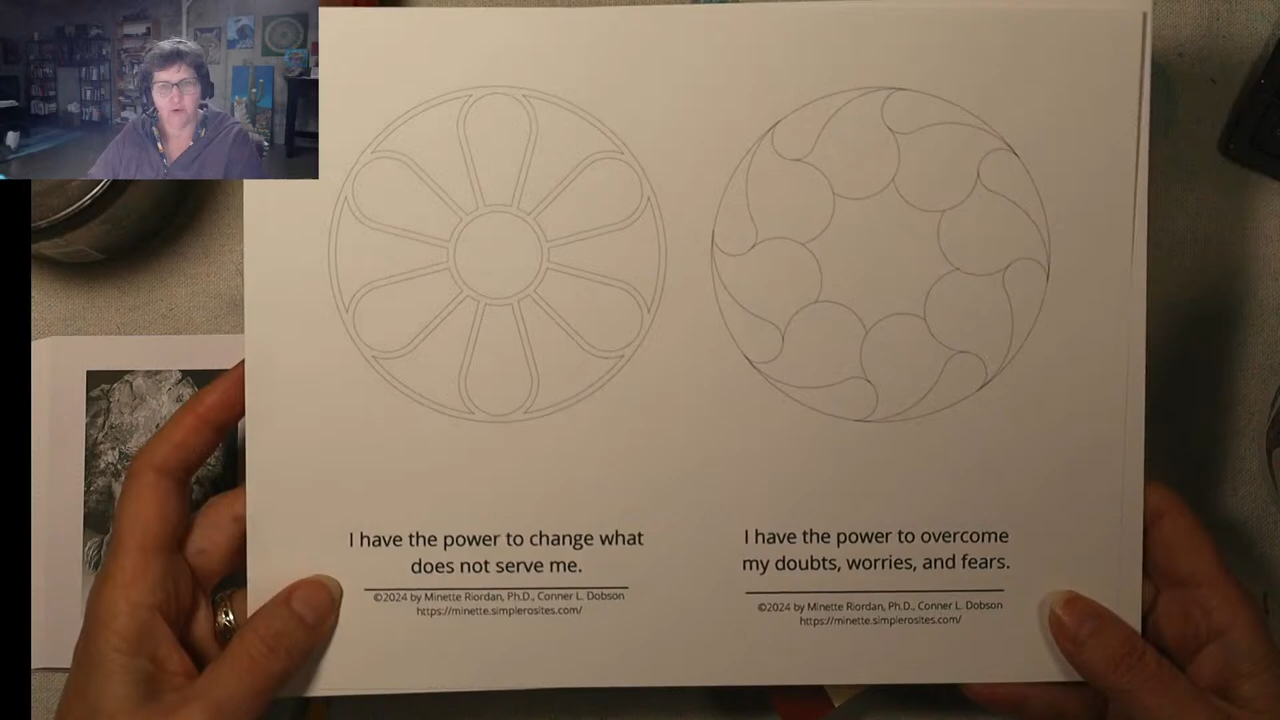 I have the power to change what
does not serve me.
©2024 by Minette Riordan, Ph.D., Conner L. Dobson
https://minette.simplerosites.com/
I have the power to overcome
my doubts, worries, and fears.
©2024 by Minette Riordan, Ph.D., Conner L. Dobson
https://minette.simplerosites.com/